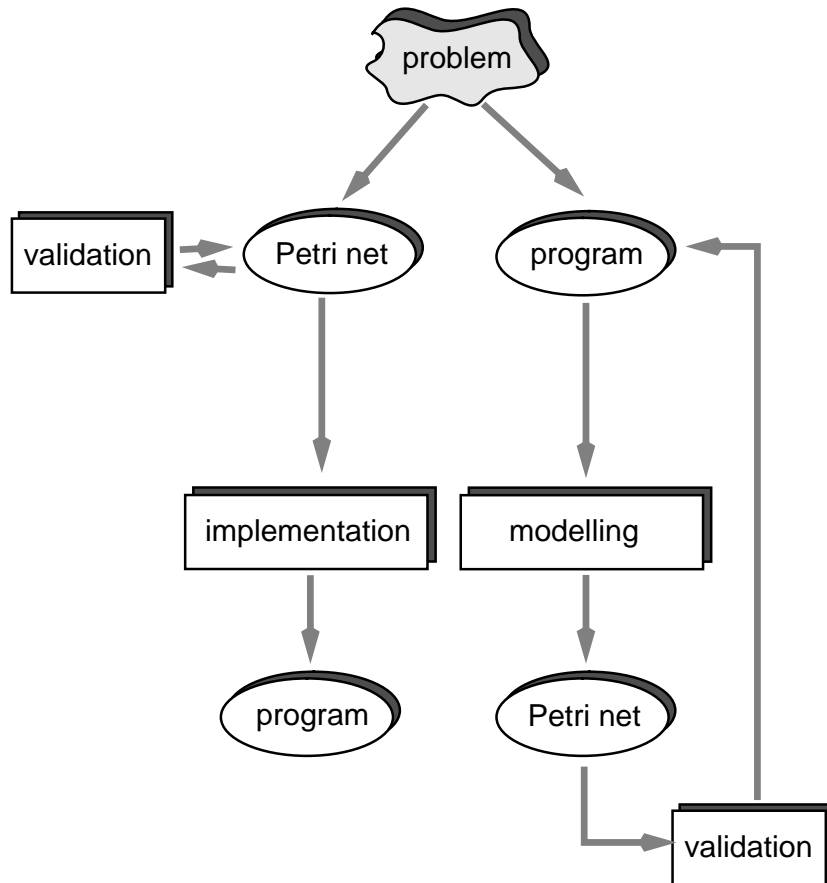 problem
validation
Petri net
program
implementation
modelling
program
Petri net
validation